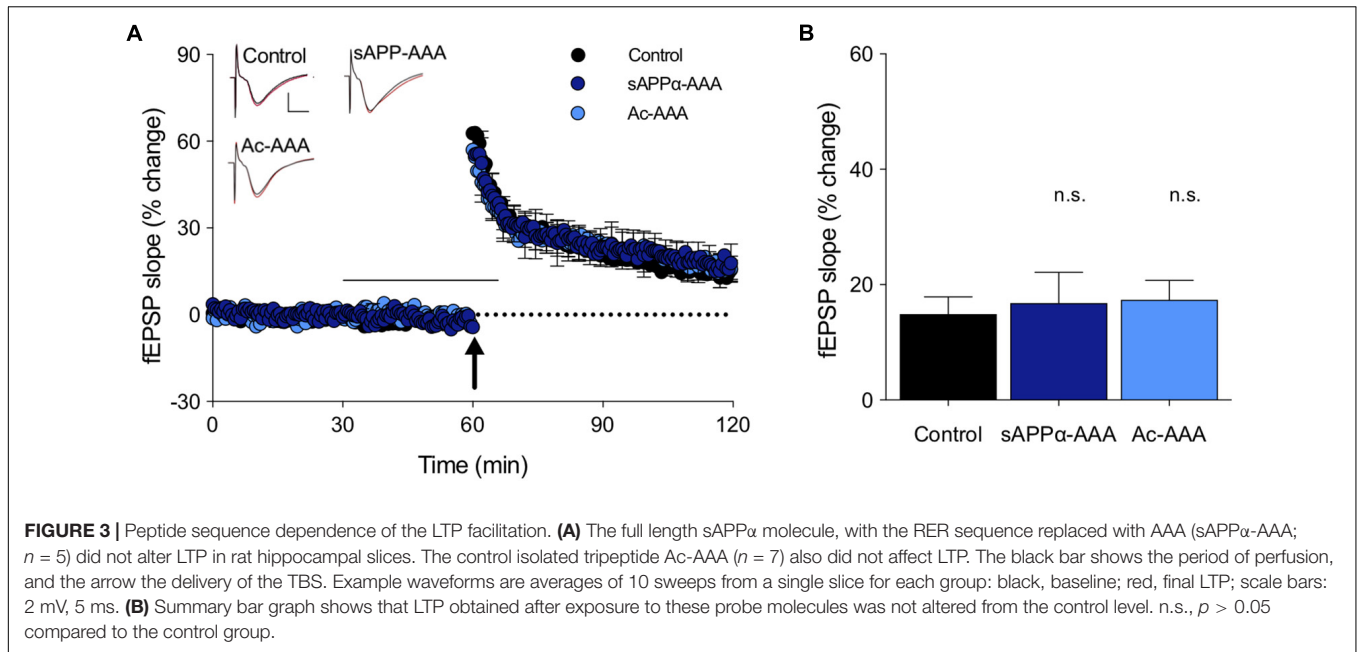 A
B
fEPSP slope (% change)
90
60
30
0
-30
0
30
60
90
120
Time (min)
Control
sAPP-AAA
Ac-AAA
Control
sAPPα-AAA
Ac-AAA
fEPSP slope (% change)
60
40
20
0
n.s.
n.s.
Control
sAPPα-AAA
Ac-AAA
FIGURE 3 | Peptide sequence dependence of the LTP facilitation. (A) The full length sAPPα molecule, with the RER sequence replaced with AAA (sAPPα-AAA;
n = 5) did not alter LTP in rat hippocampal slices. The control isolated tripeptide Ac-AAA (n = 7) also did not affect LTP. The black bar shows the period of perfusion,
and the arrow the delivery of the TBS. Example waveforms are averages of 10 sweeps from a single slice for each group: black, baseline; red, final LTP; scale bars:
2 mV, 5 ms. (B) Summary bar graph shows that LTP obtained after exposure to these probe molecules was not altered from the control level. n.s., p > 0.05
compared to the control group.